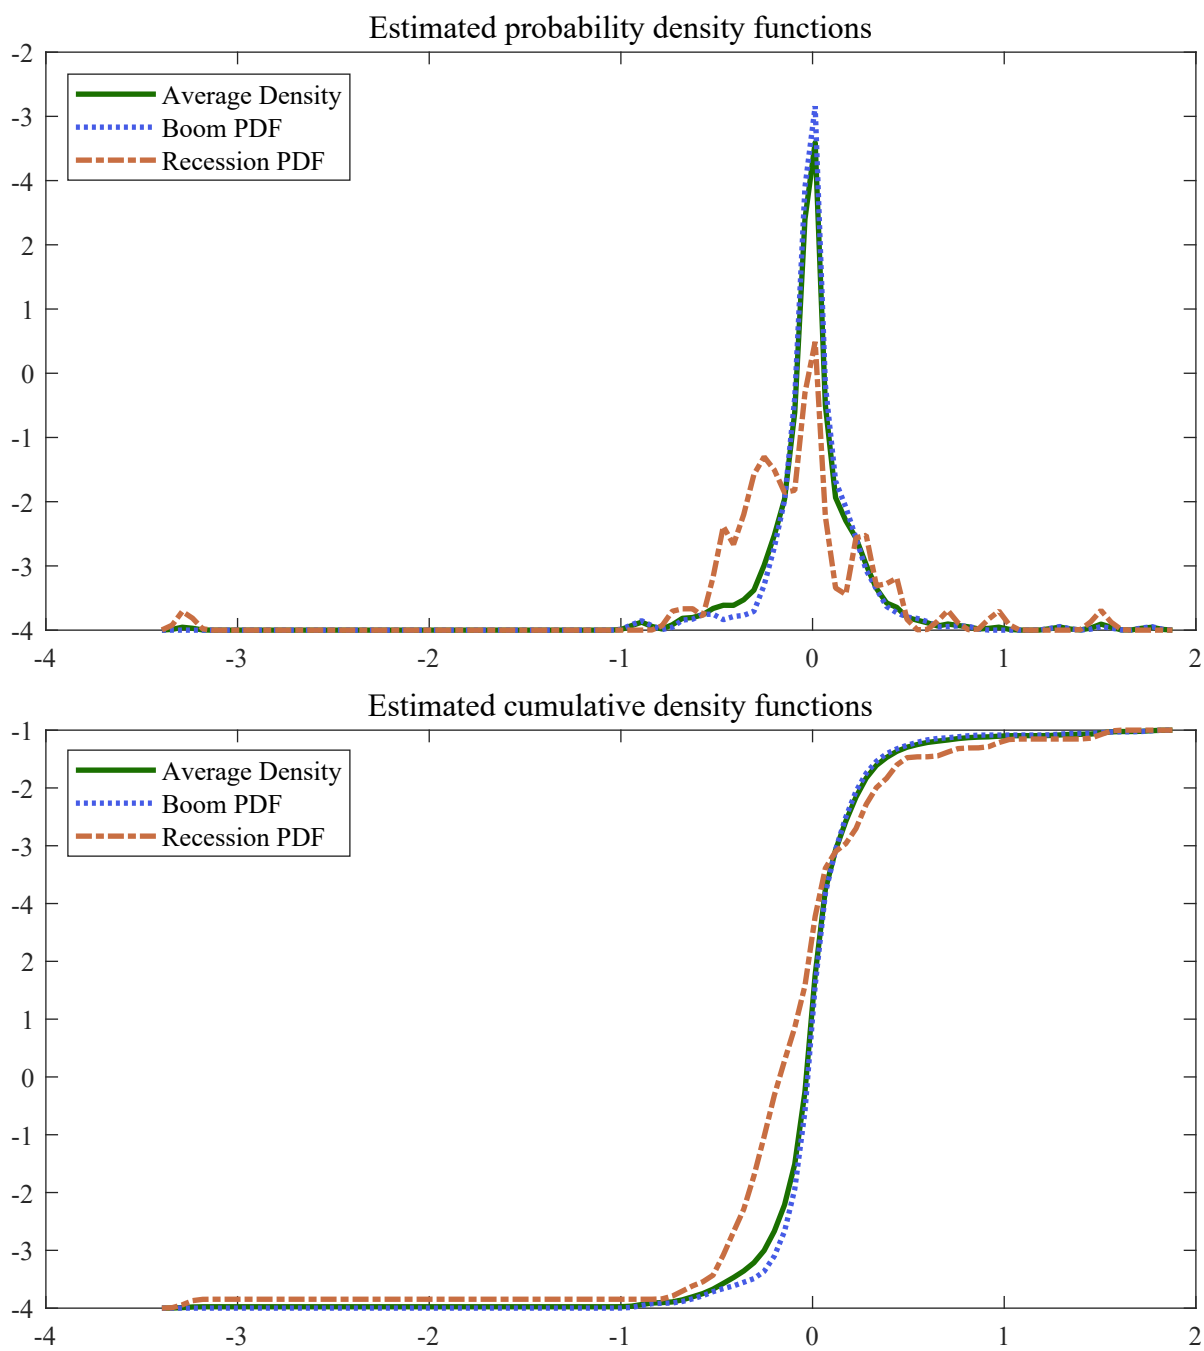 Estimated probability density functions
-2
-3
-4
2
1
0
-1
-2
-3
-4
Average Density
Boom PDF
Recession PDF
-4 -3 -2 -1 0 1 2
Estimated cumulative density functions
-1
-2
-3
-4
2
1
0
-1
-2
-3
-4
Average Density
Boom PDF
Recession PDF
-4 -3 -2 -1 0 1 2